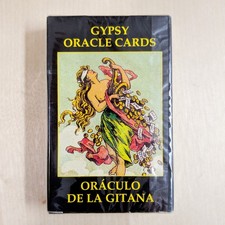 GYPSY
ORACLE CARDS
ORÁCULO
DE LA GITANA